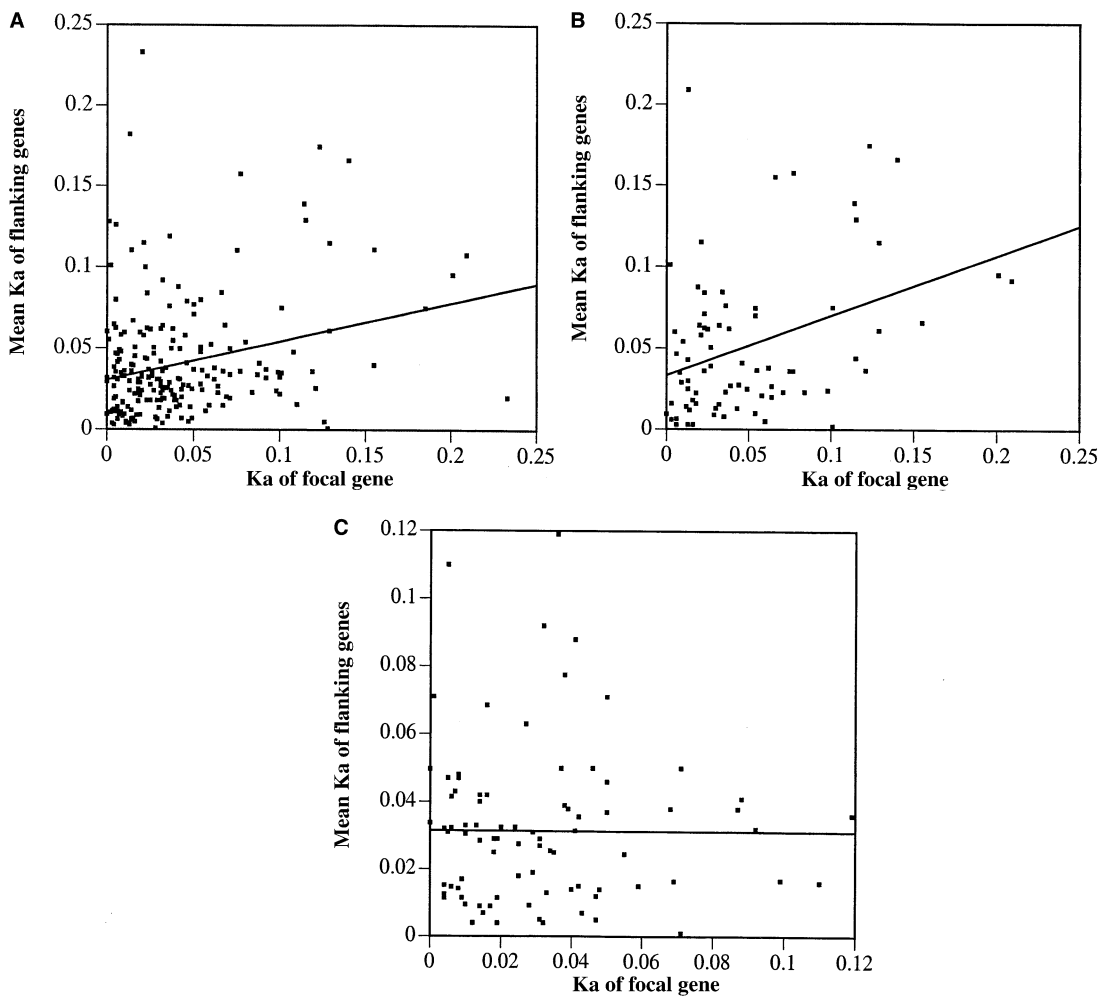 A
0.25
0.2
0.15
0.1
0.05
0
0 0.05 0.1 0.15 0.2 0.25
Mean Ka of flanking genes
Ka of focal gene
B
0.25
0.2
0.15
0.1
0.05
0
0 0.05 0.1 0.15 0.2 0.25
Mean Ka of flanking genes
Ka of focal gene
C
0.12
0.1
0.08
0.06
0.04
0.02
0
0 0.02 0.04 0.06 0.08 0.1 0.12
Mean Ka of flanking genes
Ka of focal gene